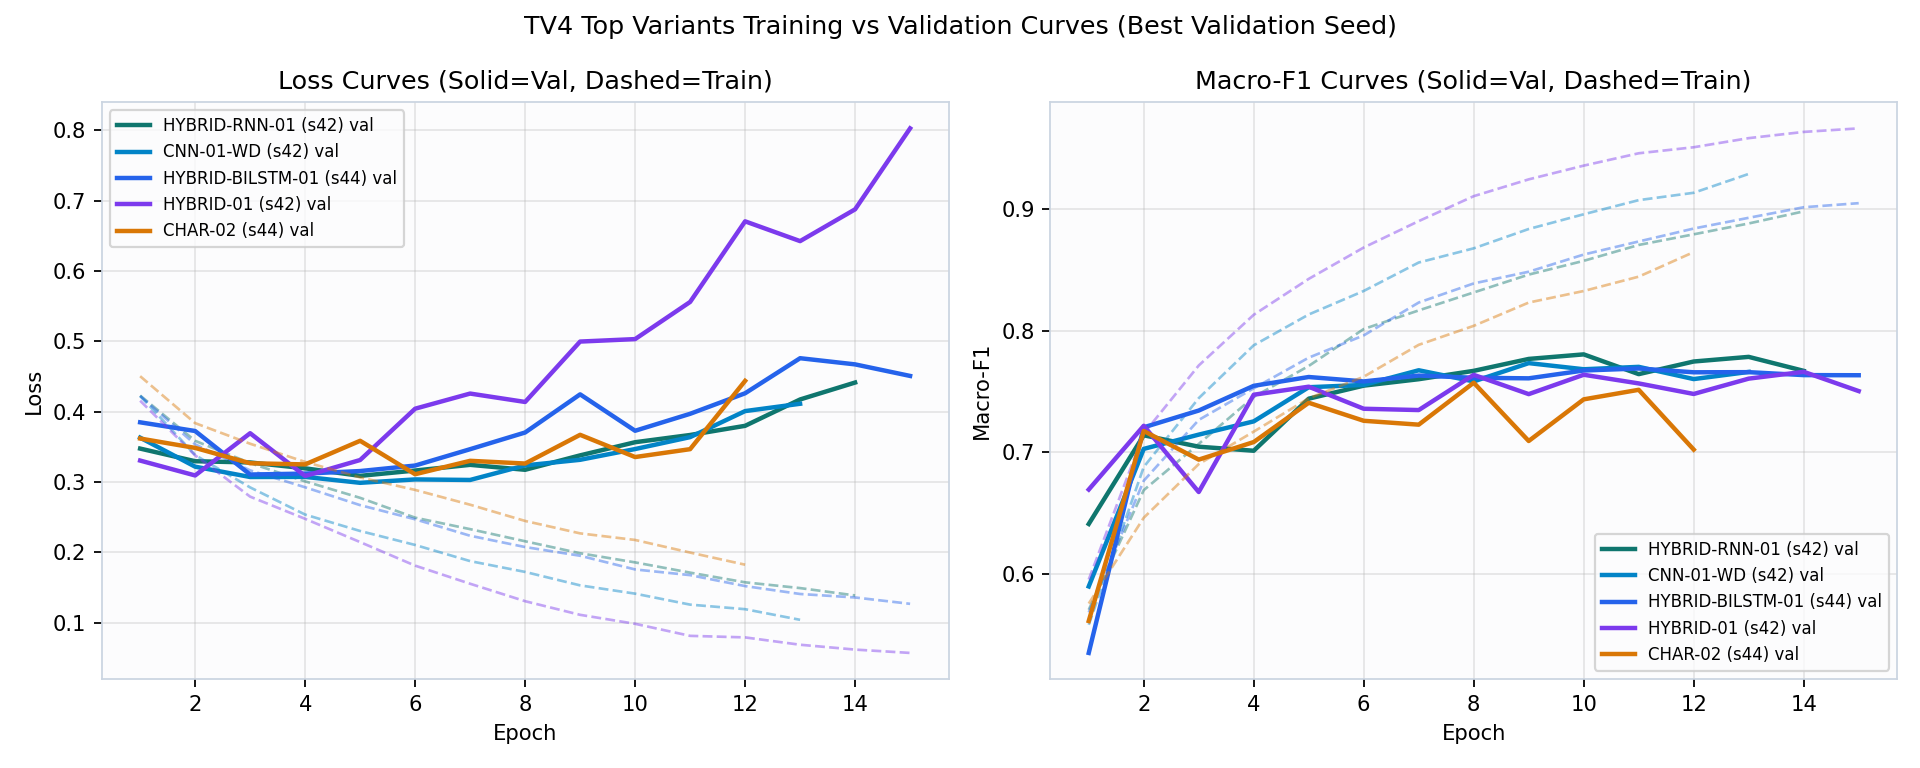 TV4 Top Variants Training vs Validation Curves (Best Validation Seed)
Loss Curves (Solid=Val, Dashed=Train)
HYBRID-RNN-01 (s42) val
CNN-01-WD (s42) val
HYBRID-BILSTM-01 (s44) val
HYBRID-01 (s42) val
CHAR-02 (s44) val
0.8
0.7
0.6
0.5
0.4
0.3
0.2
0.1
Loss
2 4 6 8 10 12 14
Epoch
Macro-F1 Curves (Solid=Val, Dashed=Train)
0.9
0.8
0.7
0.6
Macro-F1
HYBRID-RNN-01 (s42) val
CNN-01-WD (s42) val
HYBRID-BILSTM-01 (s44) val
HYBRID-01 (s42) val
CHAR-02 (s44) val
2 4 6 8 10 12 14
Epoch